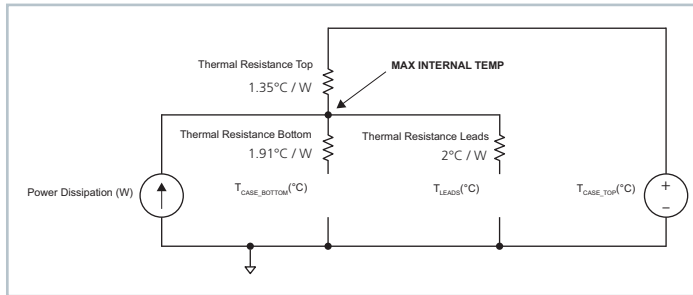 Thermal Resistance Top
1.35°C / W
MAX INTERNAL TEMP
Thermal Resistance Bottom
1.91°C / W
Thermal Resistance Leads
2°C / W
Power Dissipation (W)
T_CASE_BOTTOM(°C)
T_LEADS(°C)
T_CASE_TOP(°C)
+
–